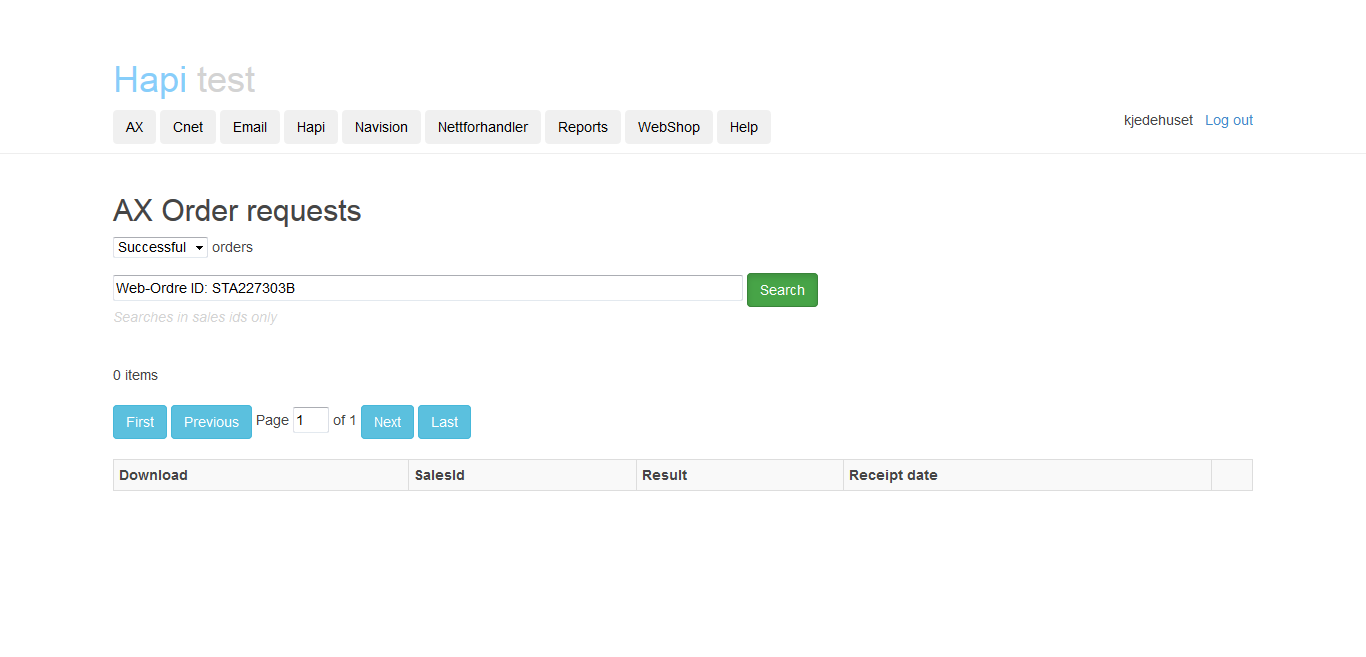 Hapi test
AX Cnet Email Hapi Navision Nettforhandler Reports WebShop Help
kjedehuset Log out
AX Order requests
Successful orders
Web-Ordre ID: STA227303B Search
Searches in sales ids only
0 items
First Previous Page 1 of 1 Next Last
Download SalesId Result Receipt date